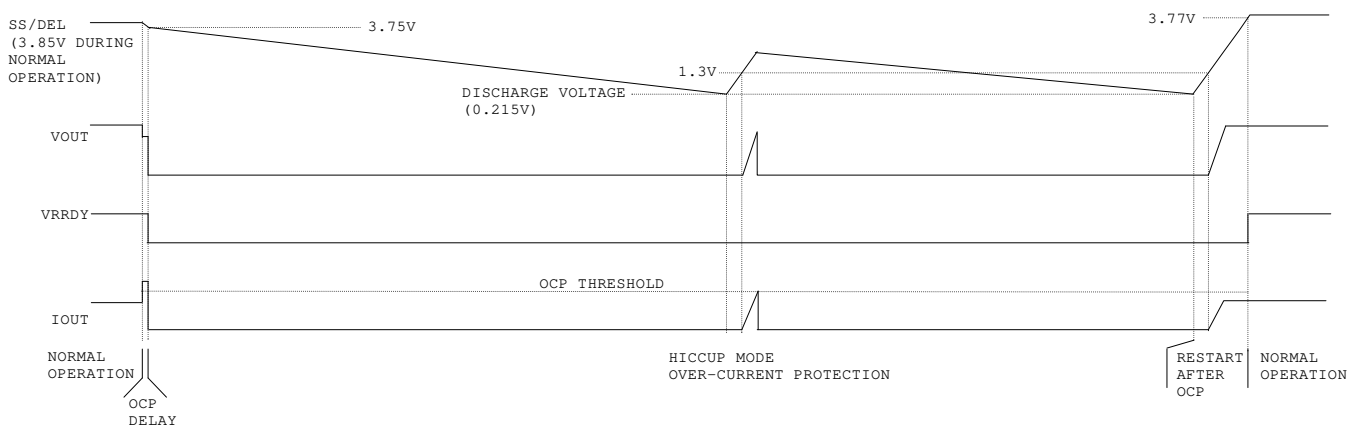 SS/DEL
(3.85V DURING
NORMAL
OPERATION)
3.75V
3.77V
1.3V
DISCHARGE VOLTAGE
(0.215V)
VOUT
VRRDY
OCP THRESHOLD
IOUT
NORMAL
OPERATION
OCP
DELAY
HICCUP MODE
OVER-CURRENT PROTECTION
RESTART
AFTER
OCP
NORMAL
OPERATION